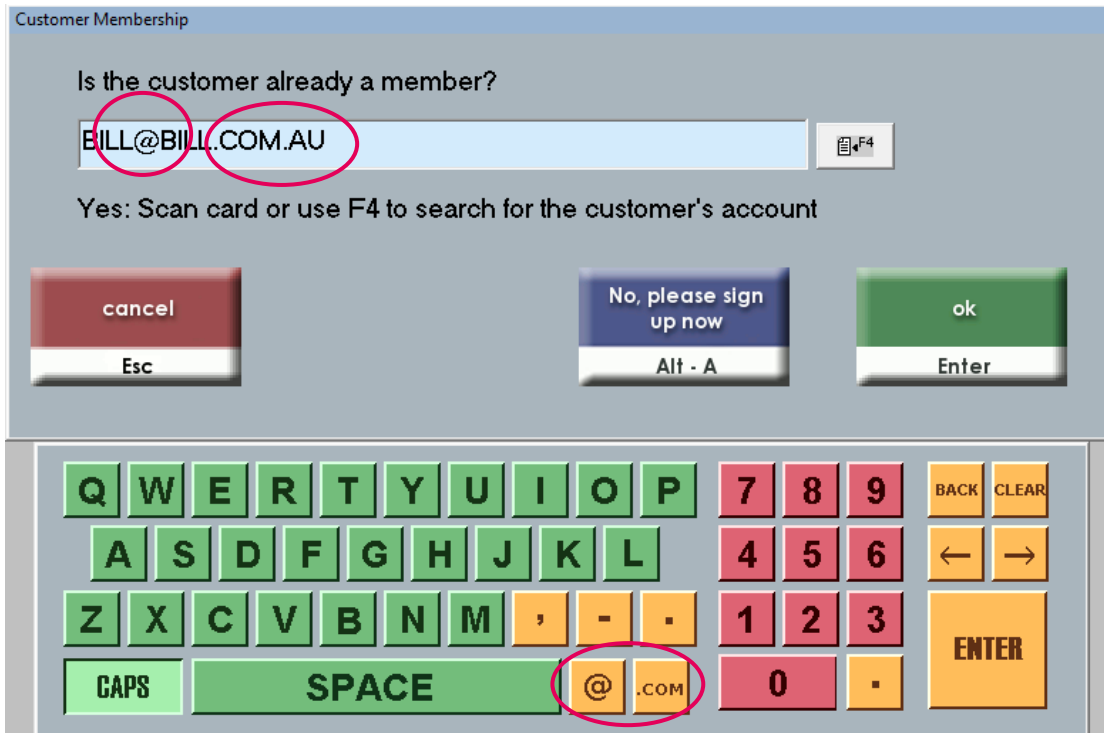 Customer Membership
Is the customer already a member?
BILL@BILL.COM.AU
F4
Yes: Scan card or use F4 to search for the customer's account
cancel
Esc
No, please sign
up now
Alt - A
ok
Enter
Q W E R T Y U I O P 7 8 9 BACK CLEAR
A S D F G H J K L 4 5 6 ← →
Z X C V B N M , - . 1 2 3 ENTER
CAPS SPACE @ .COM 0 .